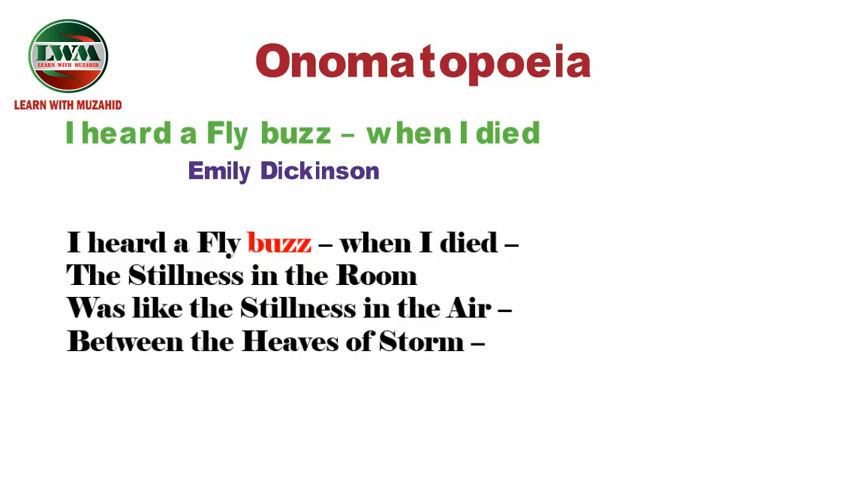 LWM
LEARN WITH MUZAHID
LEARN WITH MUZAHID
Onomatopoeia
I heard a Fly buzz – when I died
Emily Dickinson
I heard a Fly buzz – when I died –
The Stillness in the Room
Was like the Stillness in the Air –
Between the Heaves of Storm –